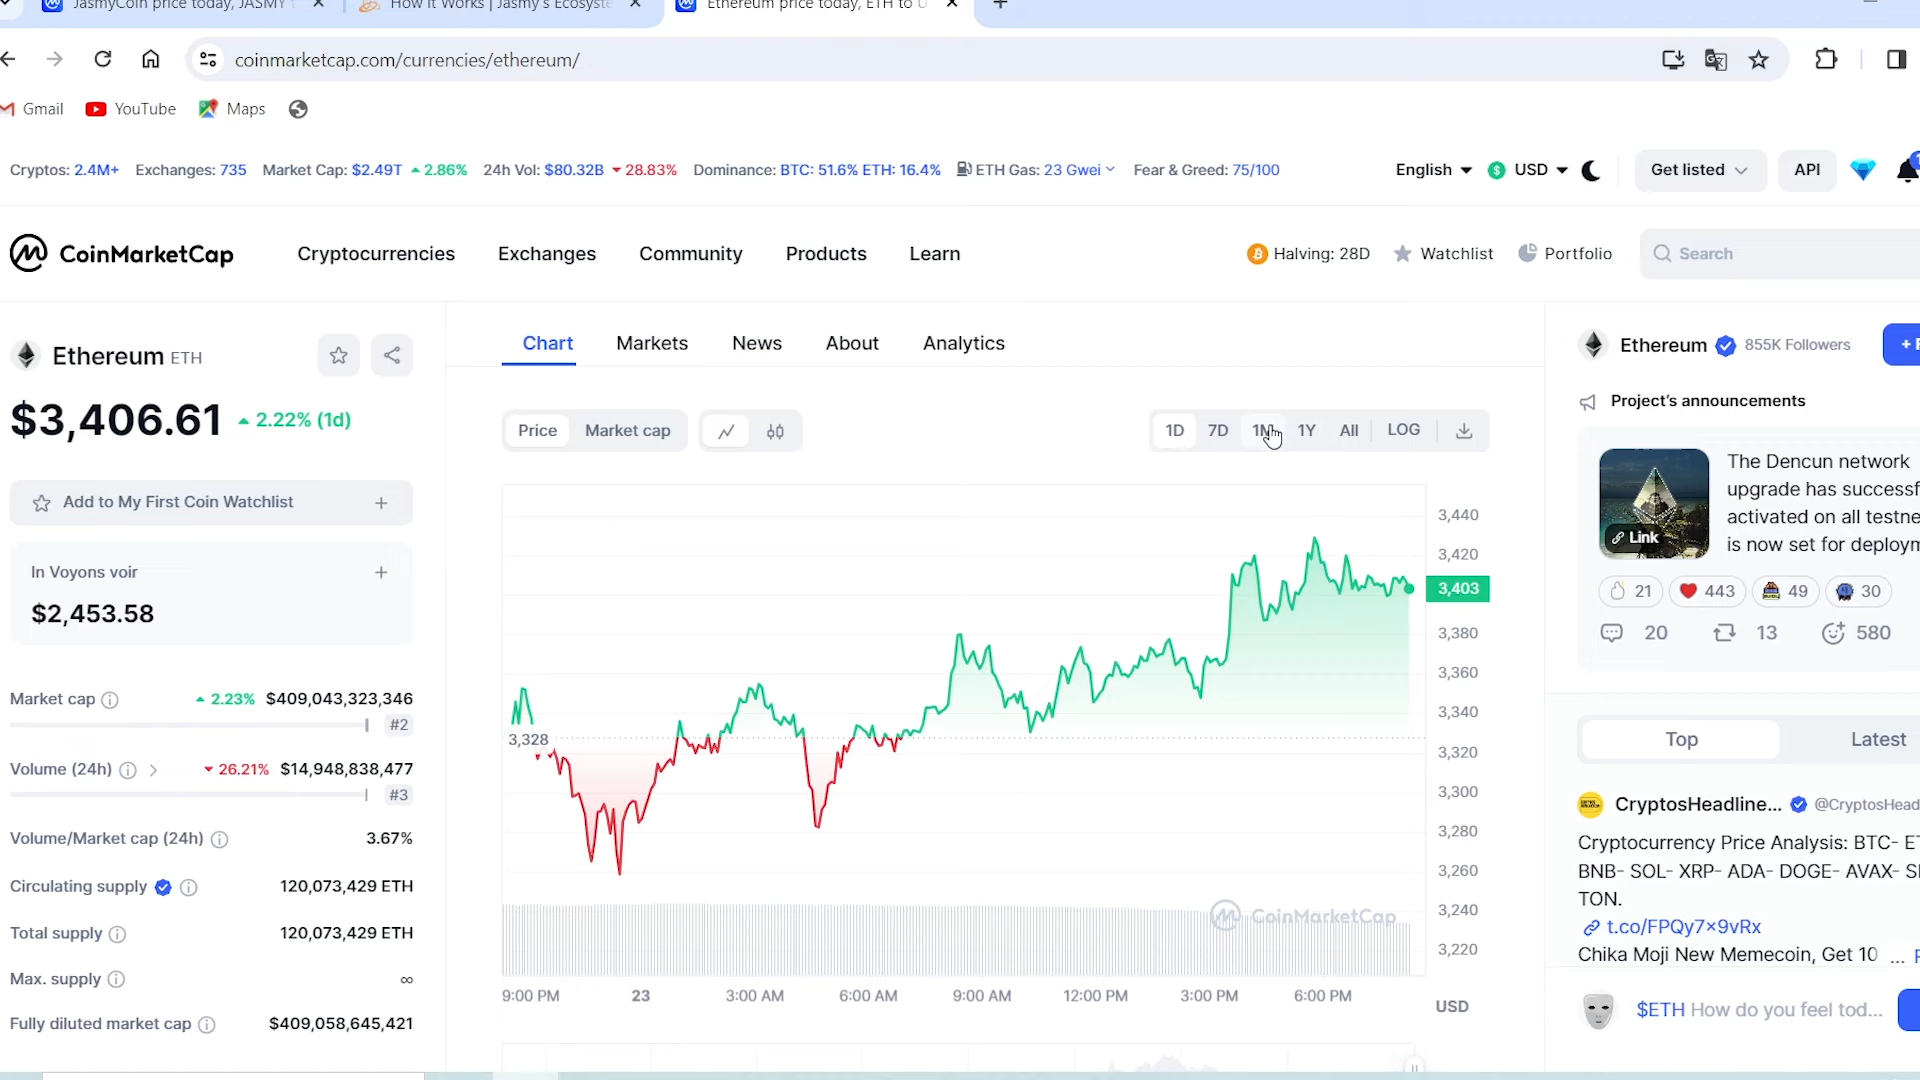 JasmyCoin price today, JASMY
How It Works | Jasmy's Ecosyste
Ethereum price today, ETH to U
coinmarketcap.com/currencies/ethereum/
Gmail
YouTube
Maps
Cryptos: 2.4M+ Exchanges: 735 Market Cap: $2.49T 2.86% 24h Vol: $80.32B 28.83% Dominance: BTC: 51.6% ETH: 16.4% ETH Gas: 23 Gwei Fear & Greed: 75/100
English USD Get listed API
CoinMarketCap
Cryptocurrencies Exchanges Community Products Learn
Halving: 28D Watchlist Portfolio Search
Ethereum ETH
$3,406.61 2.22% (1d)
Add to My First Coin Watchlist +
In Voyons voir +
$2,453.58
Market cap 2.23% $409,043,323,346
#2
Volume (24h) 26.21% $14,948,838,477
#3
Volume/Market cap (24h) 3.67%
Circulating supply 120,073,429 ETH
Total supply 120,073,429 ETH
Max. supply ∞
Fully diluted market cap $409,058,645,421
Chart Markets News About Analytics
Price Market cap
1D 7D 1M 1Y All LOG
3,440
3,420
3,403
3,380
3,360
3,340
3,328
3,320
3,300
3,280
3,260
3,240
3,220
CoinMarketCap
9:00 PM 23 3:00 AM 6:00 AM 9:00 AM 12:00 PM 3:00 PM 6:00 PM
USD
Ethereum 855K Followers + F
Project's announcements
The Dencun network
upgrade has successf
activated on all testne
is now set for deploym
Link
21 443 49 30
20 13 580
Top Latest
CryptosHeadline... @CryptosHead
Cryptocurrency Price Analysis: BTC- ET
BNB- SOL- XRP- ADA- DOGE- AVAX- S
TON.
t.co/FPQy7x9vRx
Chika Moji New Memecoin, Get 10 ...
$ETH How do you feel tod...